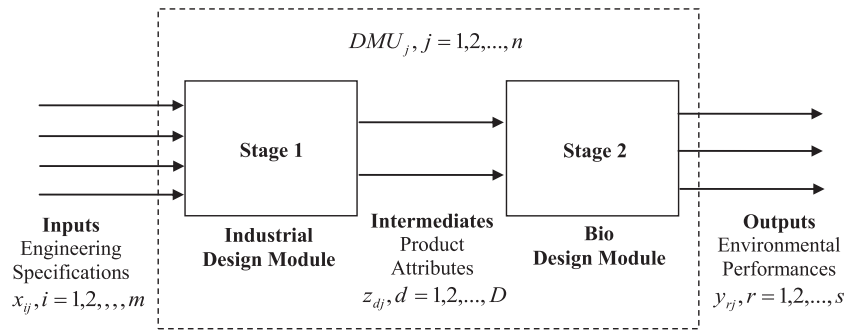 DMU_j, j = 1,2,...,n
Stage 1
Stage 2
Inputs
Engineering
Specifications
x_ij, i = 1,2,,,,m
Industrial
Design Module
Intermediates
Product
Attributes
z_dj, d = 1,2,...,D
Bio
Design Module
Outputs
Environmental
Performances
y_rj, r = 1,2,...,s